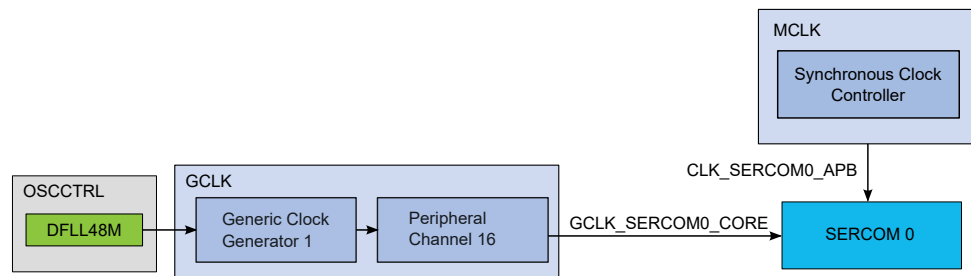 MCLK
Synchronous Clock
Controller
CLK_SERCOM0_APB
OSCCTRL
DFLL48M
GCLK
Generic Clock
Generator 1
Peripheral
Channel 16
GCLK_SERCOM0_CORE
SERCOM 0